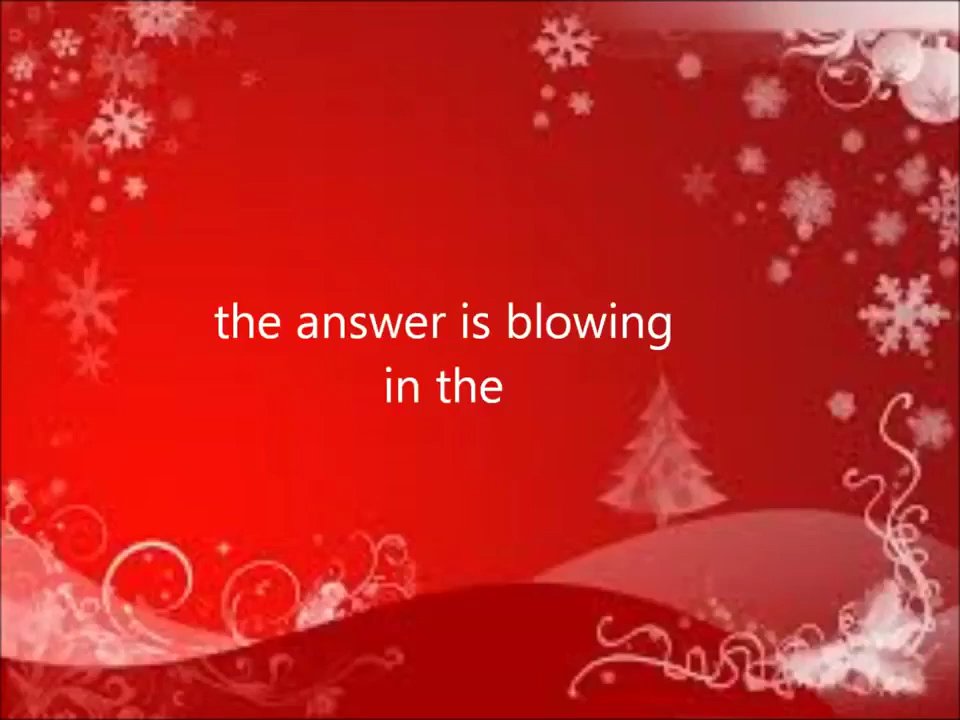 the answer is blowing
in the